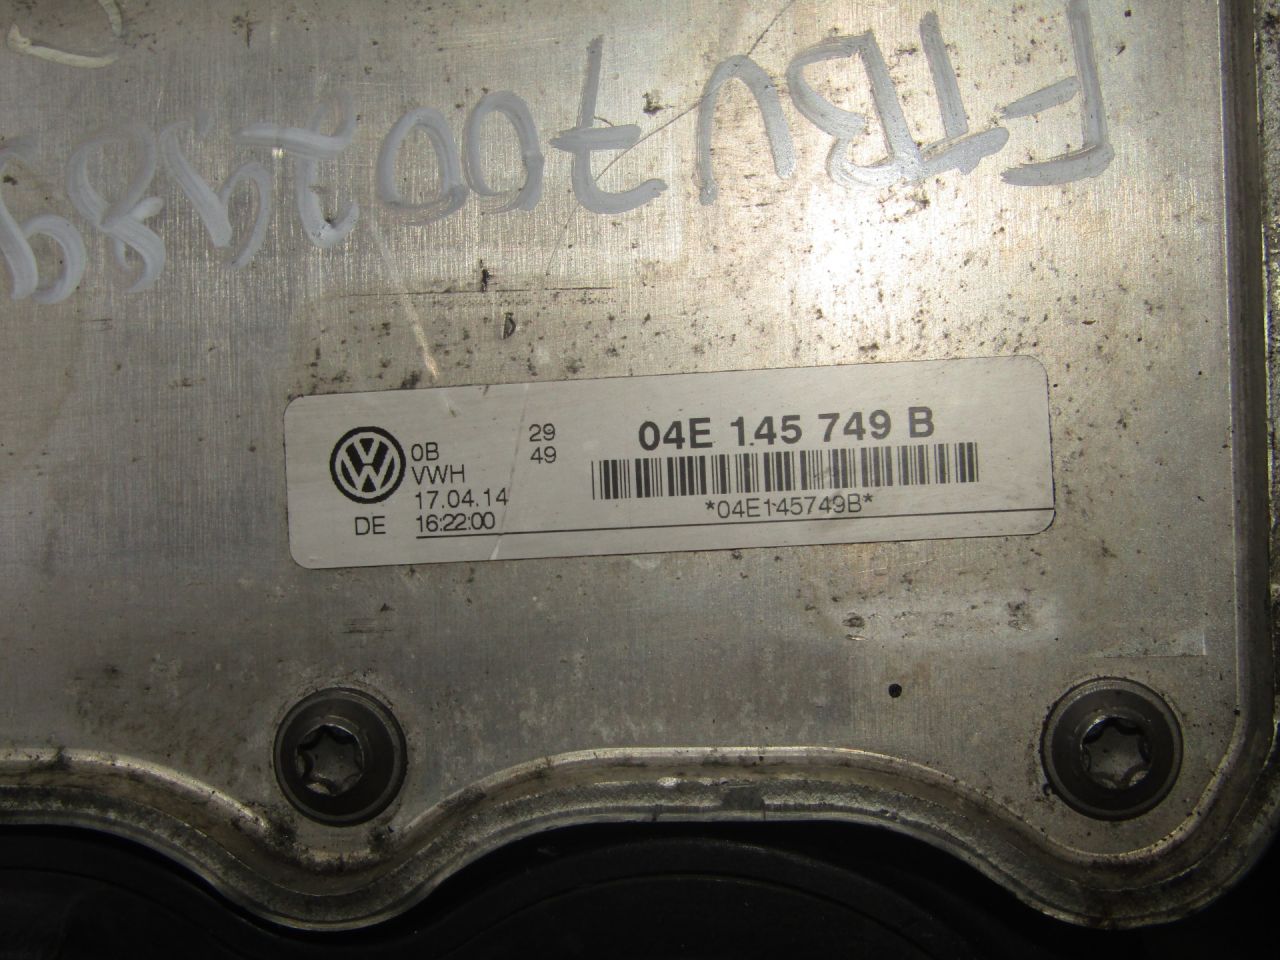 0B
VWH
17.04.14
DE 16:22:00
29
49
04E 145 749 B
*04E145749B*